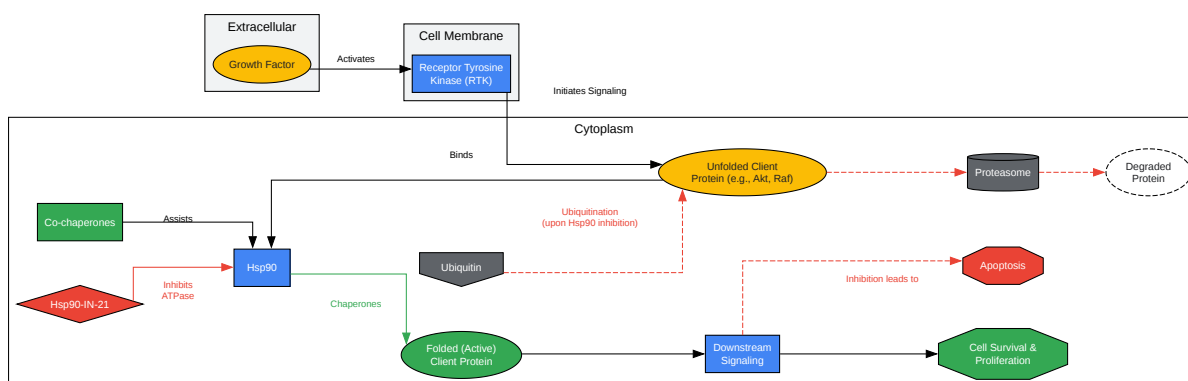 Extracellular
Growth Factor
Activates
Cell Membrane
Receptor Tyrosine
Kinase (RTK)
Initiates Signaling
Cytoplasm
Binds
Unfolded Client
Protein (e.g., Akt, Raf)
Proteasome
Degraded
Protein
Co-chaperones
Assists
Ubiquitination
(upon Hsp90 inhibition)
Hsp90
Ubiquitin
Inhibition leads to
Apoptosis
Hsp90-IN-21
Inhibits
ATPase
Chaperones
Folded (Active)
Client Protein
Downstream
Signaling
Cell Survival &
Proliferation